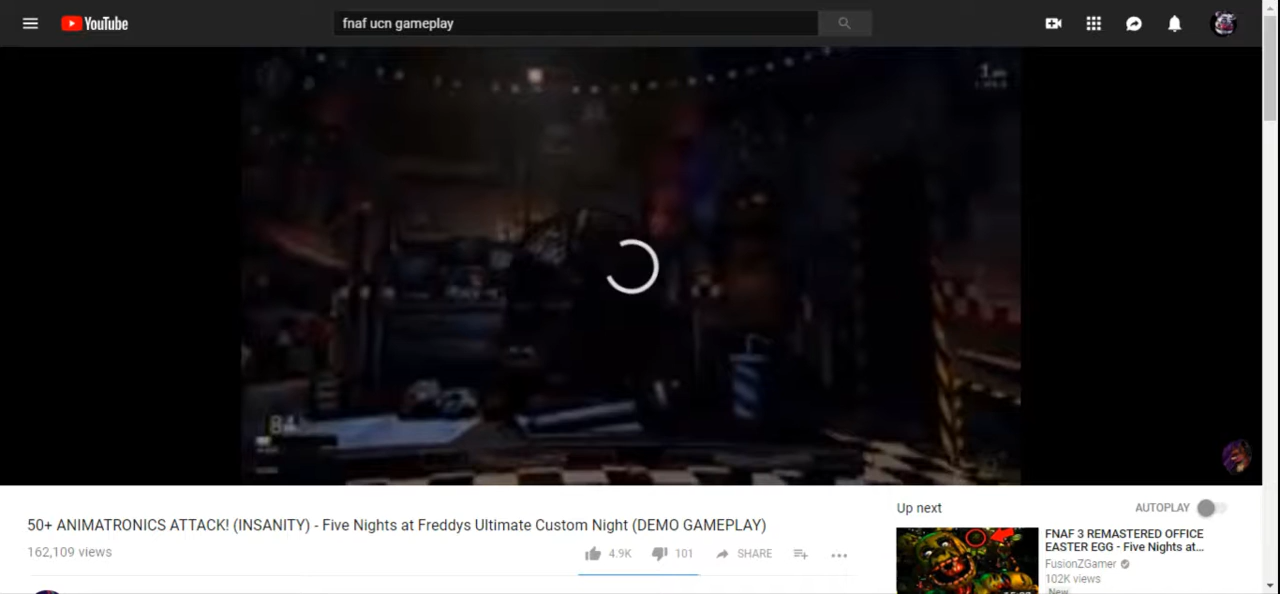 YouTube
fnaf ucn gameplay
84
50+ ANIMATRONICS ATTACK! (INSANITY) - Five Nights at Freddys Ultimate Custom Night (DEMO GAMEPLAY)
162,109 views
4.9K
101
SHARE
Up next
AUTOPLAY
FNAF 3 REMASTERED OFFICE
EASTER EGG - Five Nights at...
FusionZGamer
102K views
New